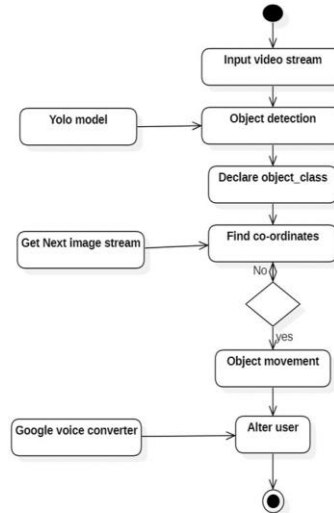 Input video stream
Yolo model
Object detection
Declare object_class
Get Next image stream
Find co-ordinates
No
yes
Object movement
Google voice converter
Alter user